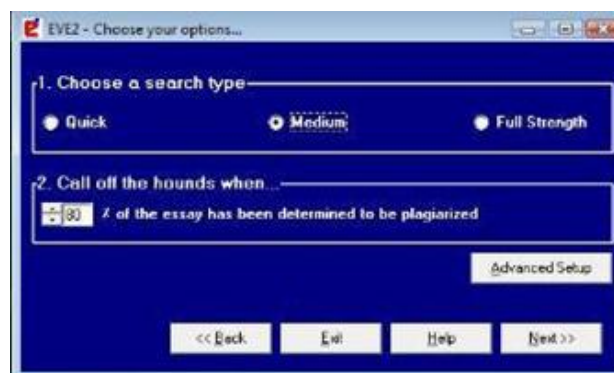 EVE2 - Choose your options...
1. Choose a search type
Quick Medium Full Strength
2. Call off the hounds when...
80 % of the essay has been determined to be plagiarized
Advanced Setup
<< Back Exit Help Next >>